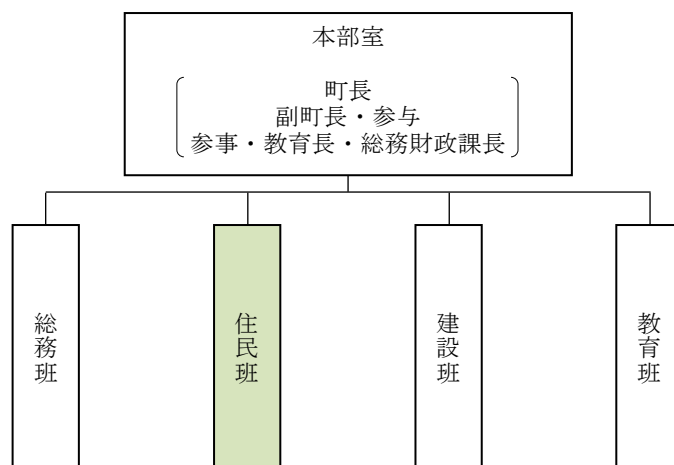 本部室
町長
副町長・参与
参事・教育長・総務財政課長
総務班
住民班
建設班
教育班